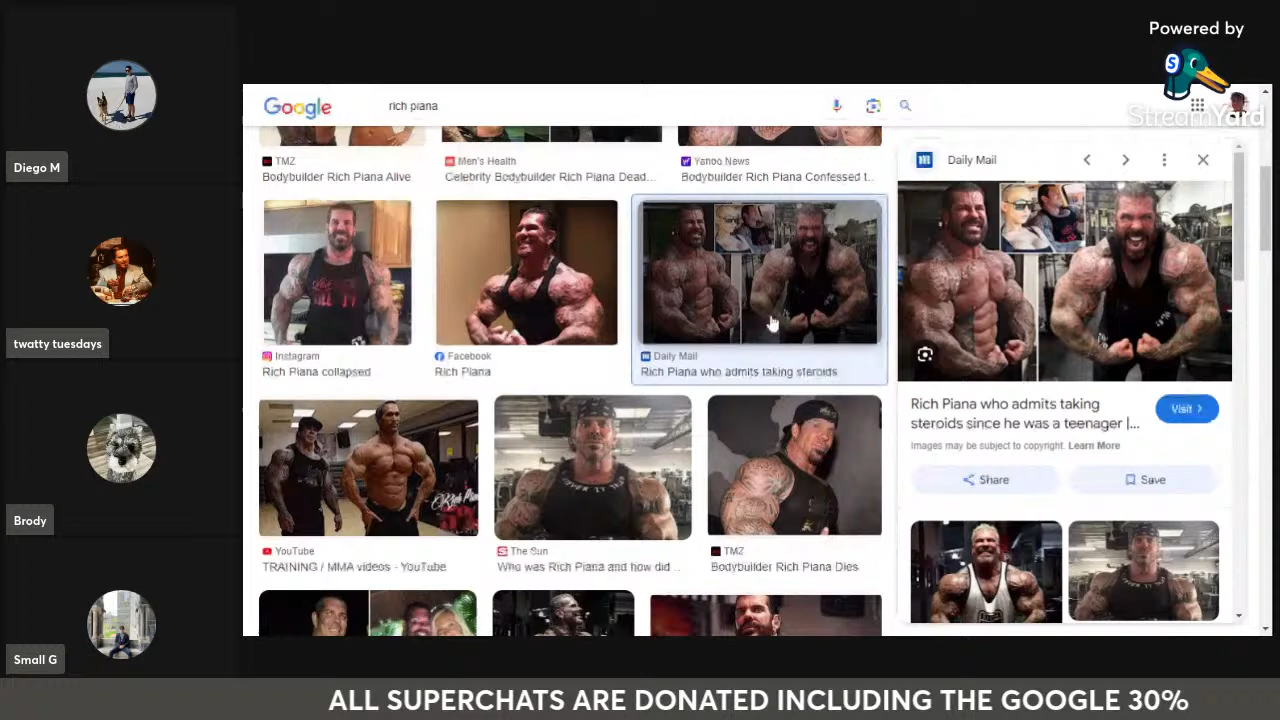 Powered by
StreamYard
Diego M
twatty tuesdays
Brody
Small G
Google
rich piana
TMZ
Bodybuilder Rich Piana Alive
Men's Health
Celebrity Bodybuilder Rich Piana Dead...
Yahoo News
Bodybuilder Rich Piana Confessed t...
Instagram
Rich Piana collapsed
Facebook
Rich Piana
Daily Mail
Rich Piana who admits taking steroids
YouTube
TRAINING / MMA videos - YouTube
The Sun
Who was Rich Piana and how did ...
TMZ
Bodybuilder Rich Piana Dies
Daily Mail
Rich Piana who admits taking
steroids since he was a teenager |...
Visit
Images may be subject to copyright. Learn More
Share
Save
ALL SUPERCHATS ARE DONATED INCLUDING THE GOOGLE 30%